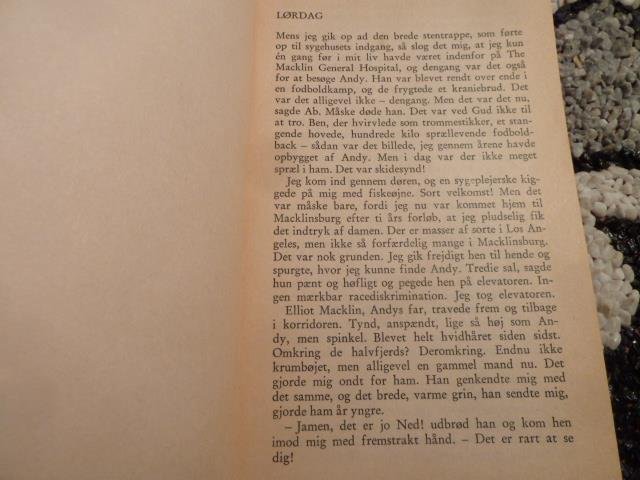 LØRDAG
Mens jeg gik op ad den brede stentrappe, som førte
op til sygehusets indgang, så slog det mig, at jeg kun
én gang før i mit liv havde været indenfor på The
Macklin General Hospital, og dengang var det også
for at besøge Andy. Han var blevet rendt over ende i
en fodboldkamp, og de frygtede et kraniebrud. Det
var det alligevel ikke – dengang. Men det var det nu,
sagde Ab. Måske døde han. Det var ved Gud ikke til
at tro. Ben, der hvirvlede som trommestikker, et stan-
gende hovede, hundrede kilo sprællevende fodbold-
back – sådan var det billede, jeg gennem årene havde
opbygget af Andy. Men i dag var der ikke meget
spræl i ham. Det var skidesynd!
Jeg kom ind gennem døren, og en sygeplejerske kig-
gede på mig med fiskeøjne. Sort velkomst! Men det
var måske bare, fordi jeg nu var kommet hjem til
Macklinsburg efter ti års forløb, at jeg pludselig fik
det indtryk af damen. Der er masser af sorte i Los An-
geles, men ikke så forfærdelig mange i Macklinsburg.
Det var nok grunden. Jeg gik frejdigt hen til hende og
spurgte, hvor jeg kunne finde Andy. Tredie sal, sagde
hun pænt og høfligt og pegede hen på elevatoren. In-
gen mærkbar racediskrimination. Jeg tog elevatoren.
Elliot Macklin, Andys far, travede frem og tilbage
i korridoren. Tynd, anspændt, lige så høj som An-
dy, men spinkel. Blevet helt hvidhåret siden sidst.
Omkring de halvfjerds? Deromkring. Endnu ikke
krumbøjet, men alligevel en gammel mand nu. Det
gjorde mig ondt for ham. Han genkendte mig med
det samme, og det brede, varme grin, han sendte mig,
gjorde ham år yngre.
– Jamen, det er jo Ned! udbrød han og kom hen
imod mig med fremstrakt hånd. – Det er rart at se
dig!